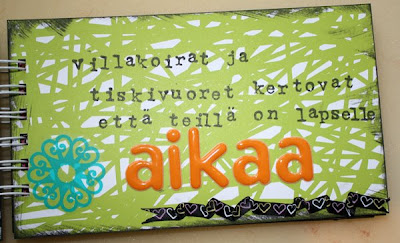 Villakoirat ja
tiskivuoret kertovat
että teillä on lapselle
aikaa